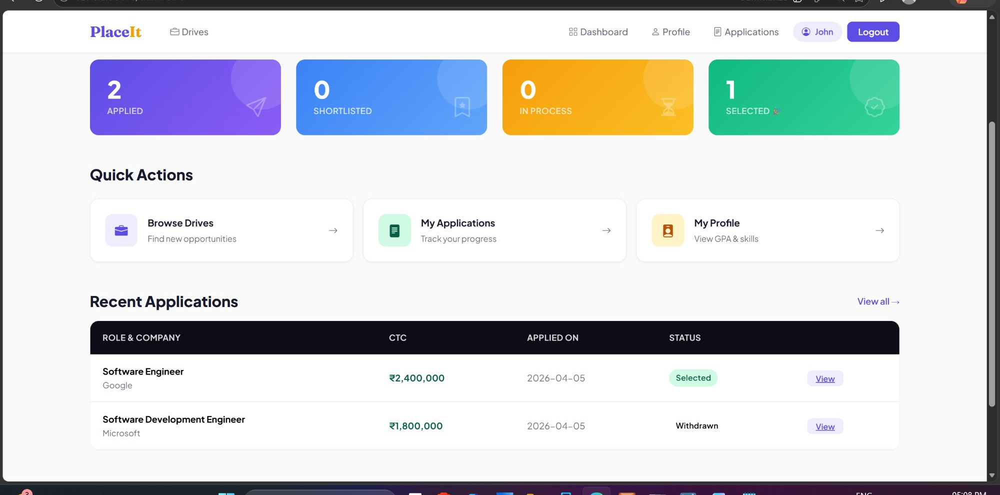 PlaceIt
Drives
Dashboard
Profile
Applications
John
Logout
2
APPLIED
0
SHORTLISTED
0
IN PROCESS
1
SELECTED 🎉
Quick Actions
Browse Drives
Find new opportunities
→
My Applications
Track your progress
→
My Profile
View GPA & skills
→
Recent Applications
View all →
ROLE & COMPANY CTC APPLIED ON STATUS
Software Engineer
Google
₹2,400,000
2026-04-05
Selected
View
Software Development Engineer
Microsoft
₹1,800,000
2026-04-05
Withdrawn
View